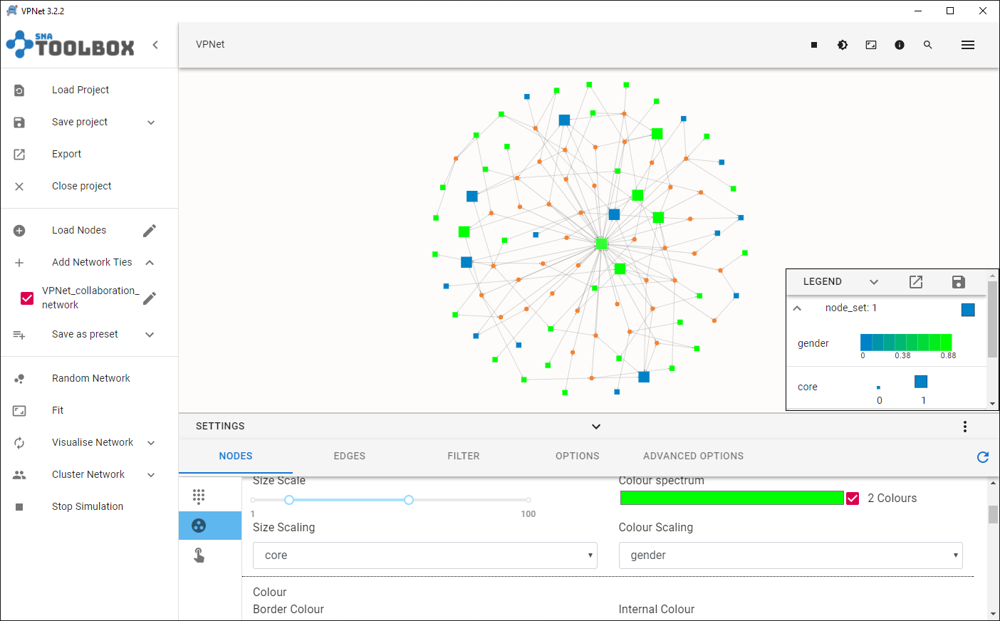 VPNet 3.2.2
SNA
TOOLBOX
VPNet
Load Project
Save project
Export
Close project
Load Nodes
Add Network Ties
VPNet_collaboration_
network
Save as preset
Random Network
Fit
Visualise Network
Cluster Network
Stop Simulation
LEGEND
node_set: 1
gender
0 0.38 0.88
core
0 1
SETTINGS
NODES EDGES FILTER OPTIONS ADVANCED OPTIONS
Size Scale Colour spectrum
2 Colours
1 100
Size Scaling Colour Scaling
core gender
Colour
Border Colour Internal Colour